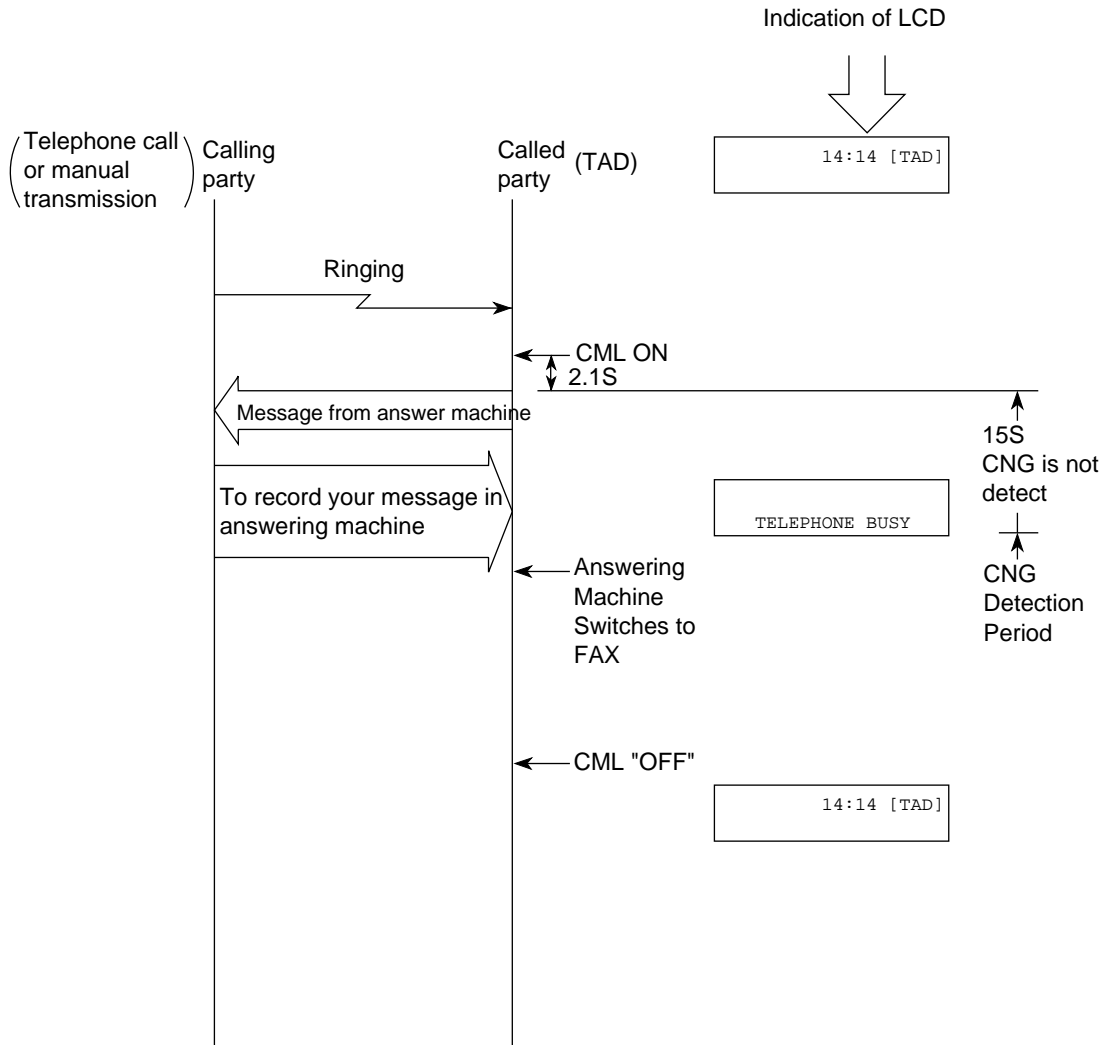 Indication of LCD
14:14 [TAD]
Telephone call
or manual
transmission
Calling
party
Called
party
(TAD)
Ringing
CML ON
2.1S
Message from answer machine
15S
CNG is not
detect
To record your message in
answering machine
TELEPHONE BUSY
Answering
Machine
Switches to
FAX
CNG
Detection
Period
CML "OFF"
14:14 [TAD]